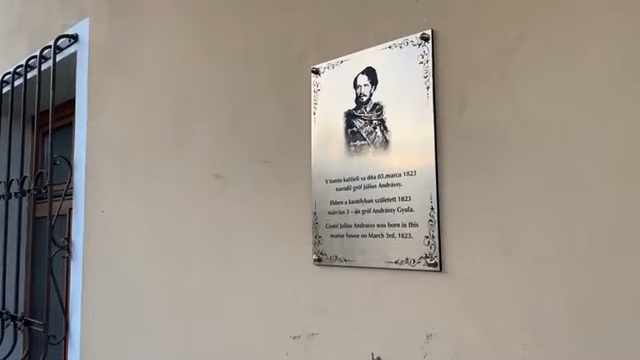 V tomto kaštieli sa dňa 03.marca 1823
narodil gróf Július Andrássy.
Ebben a kastélyban született 1823
március 3 – án gróf Andrássy Gyula.
Count Julius Andrassy was born in this
manor house on March 3rd, 1823.